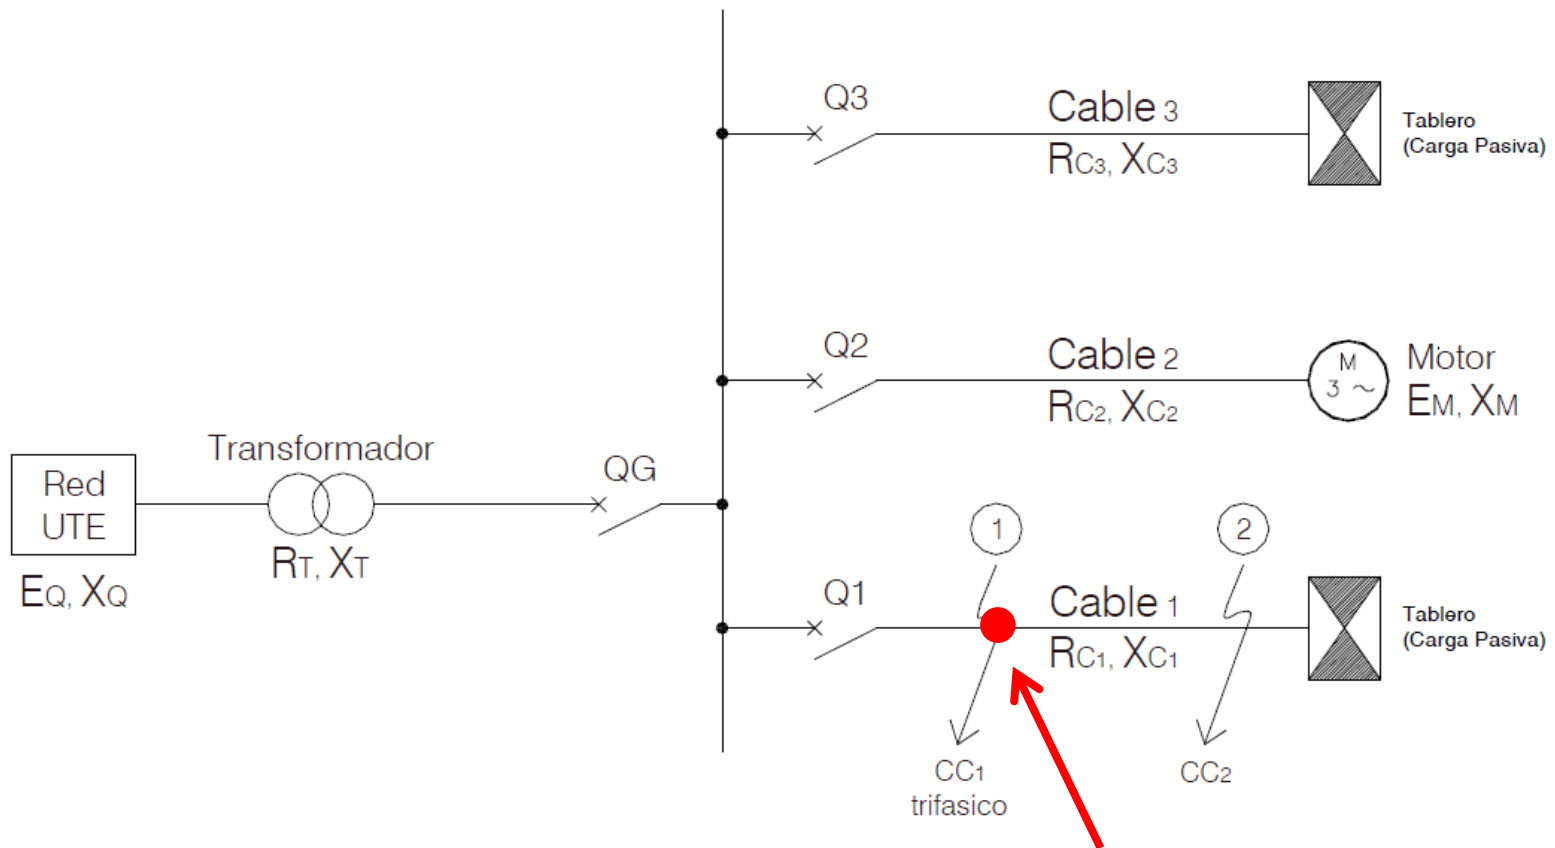 Q3
Cable 3
RC3, XC3
Tablero
(Carga Pasiva)
Q2
Cable 2
RC2, XC2
M
3 ~
Motor
EM, XM
Red
UTE
EQ, XQ
Transformador
RT, XT
QG
1
2
Q1
Cable 1
RC1, XC1
Tablero
(Carga Pasiva)
CC1
trifasico
CC2